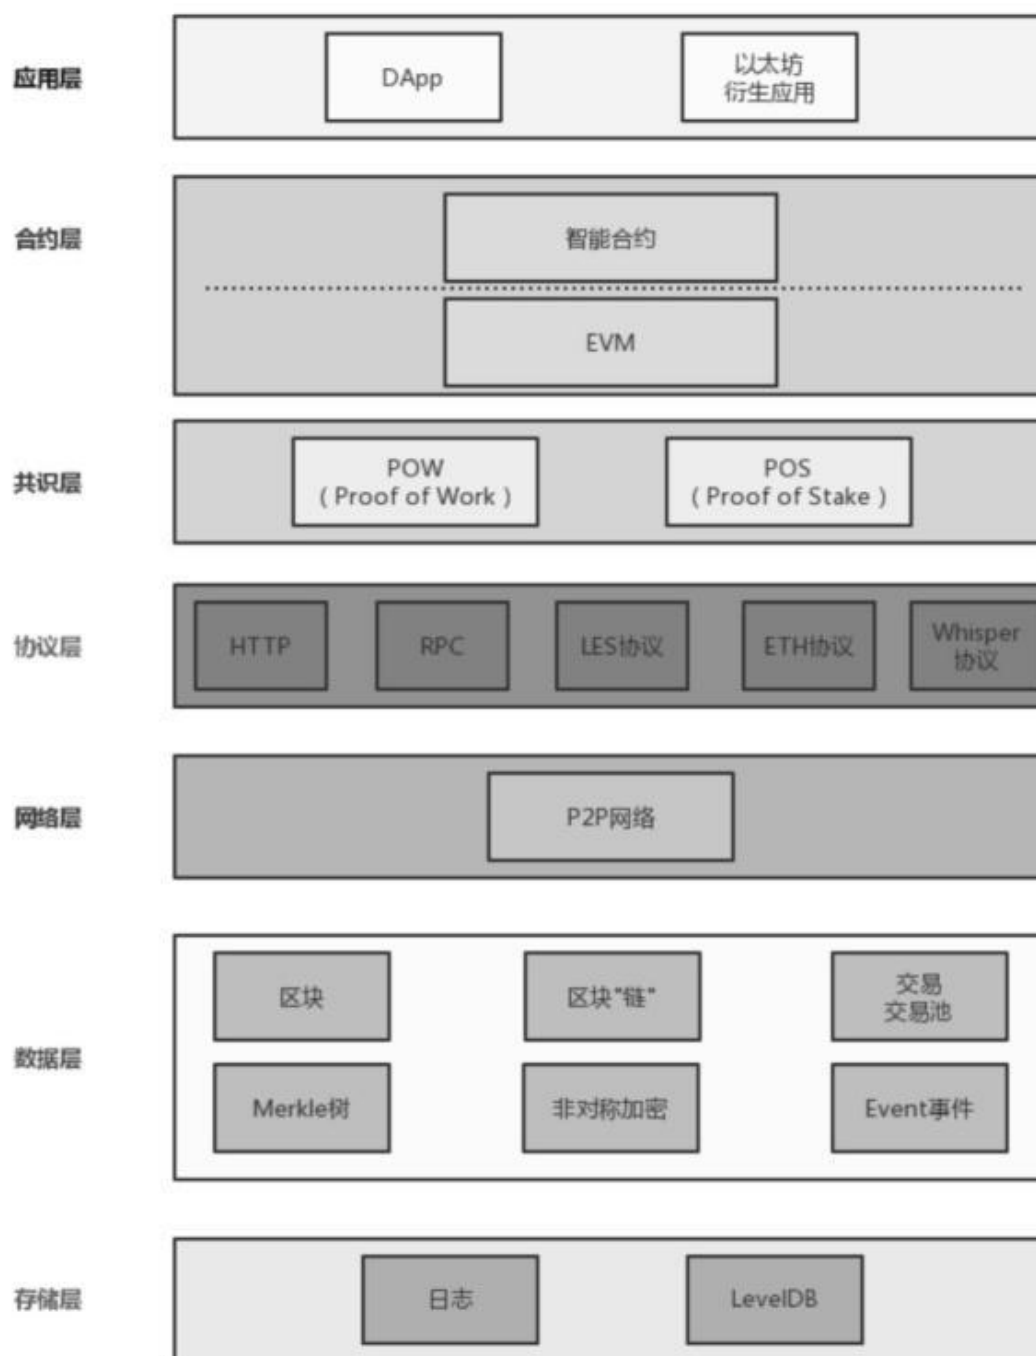 应用层
DApp
以太坊
衍生应用
合约层
智能合约
EVM
共识层
POW
( Proof of Work )
POS
( Proof of Stake )
协议层
HTTP
RPC
LES协议
ETH协议
Whisper
协议
网络层
P2P网络
数据层
区块
区块"链"
交易
交易池
Merkle树
非对称加密
Event事件
存储层
日志
LevelDB